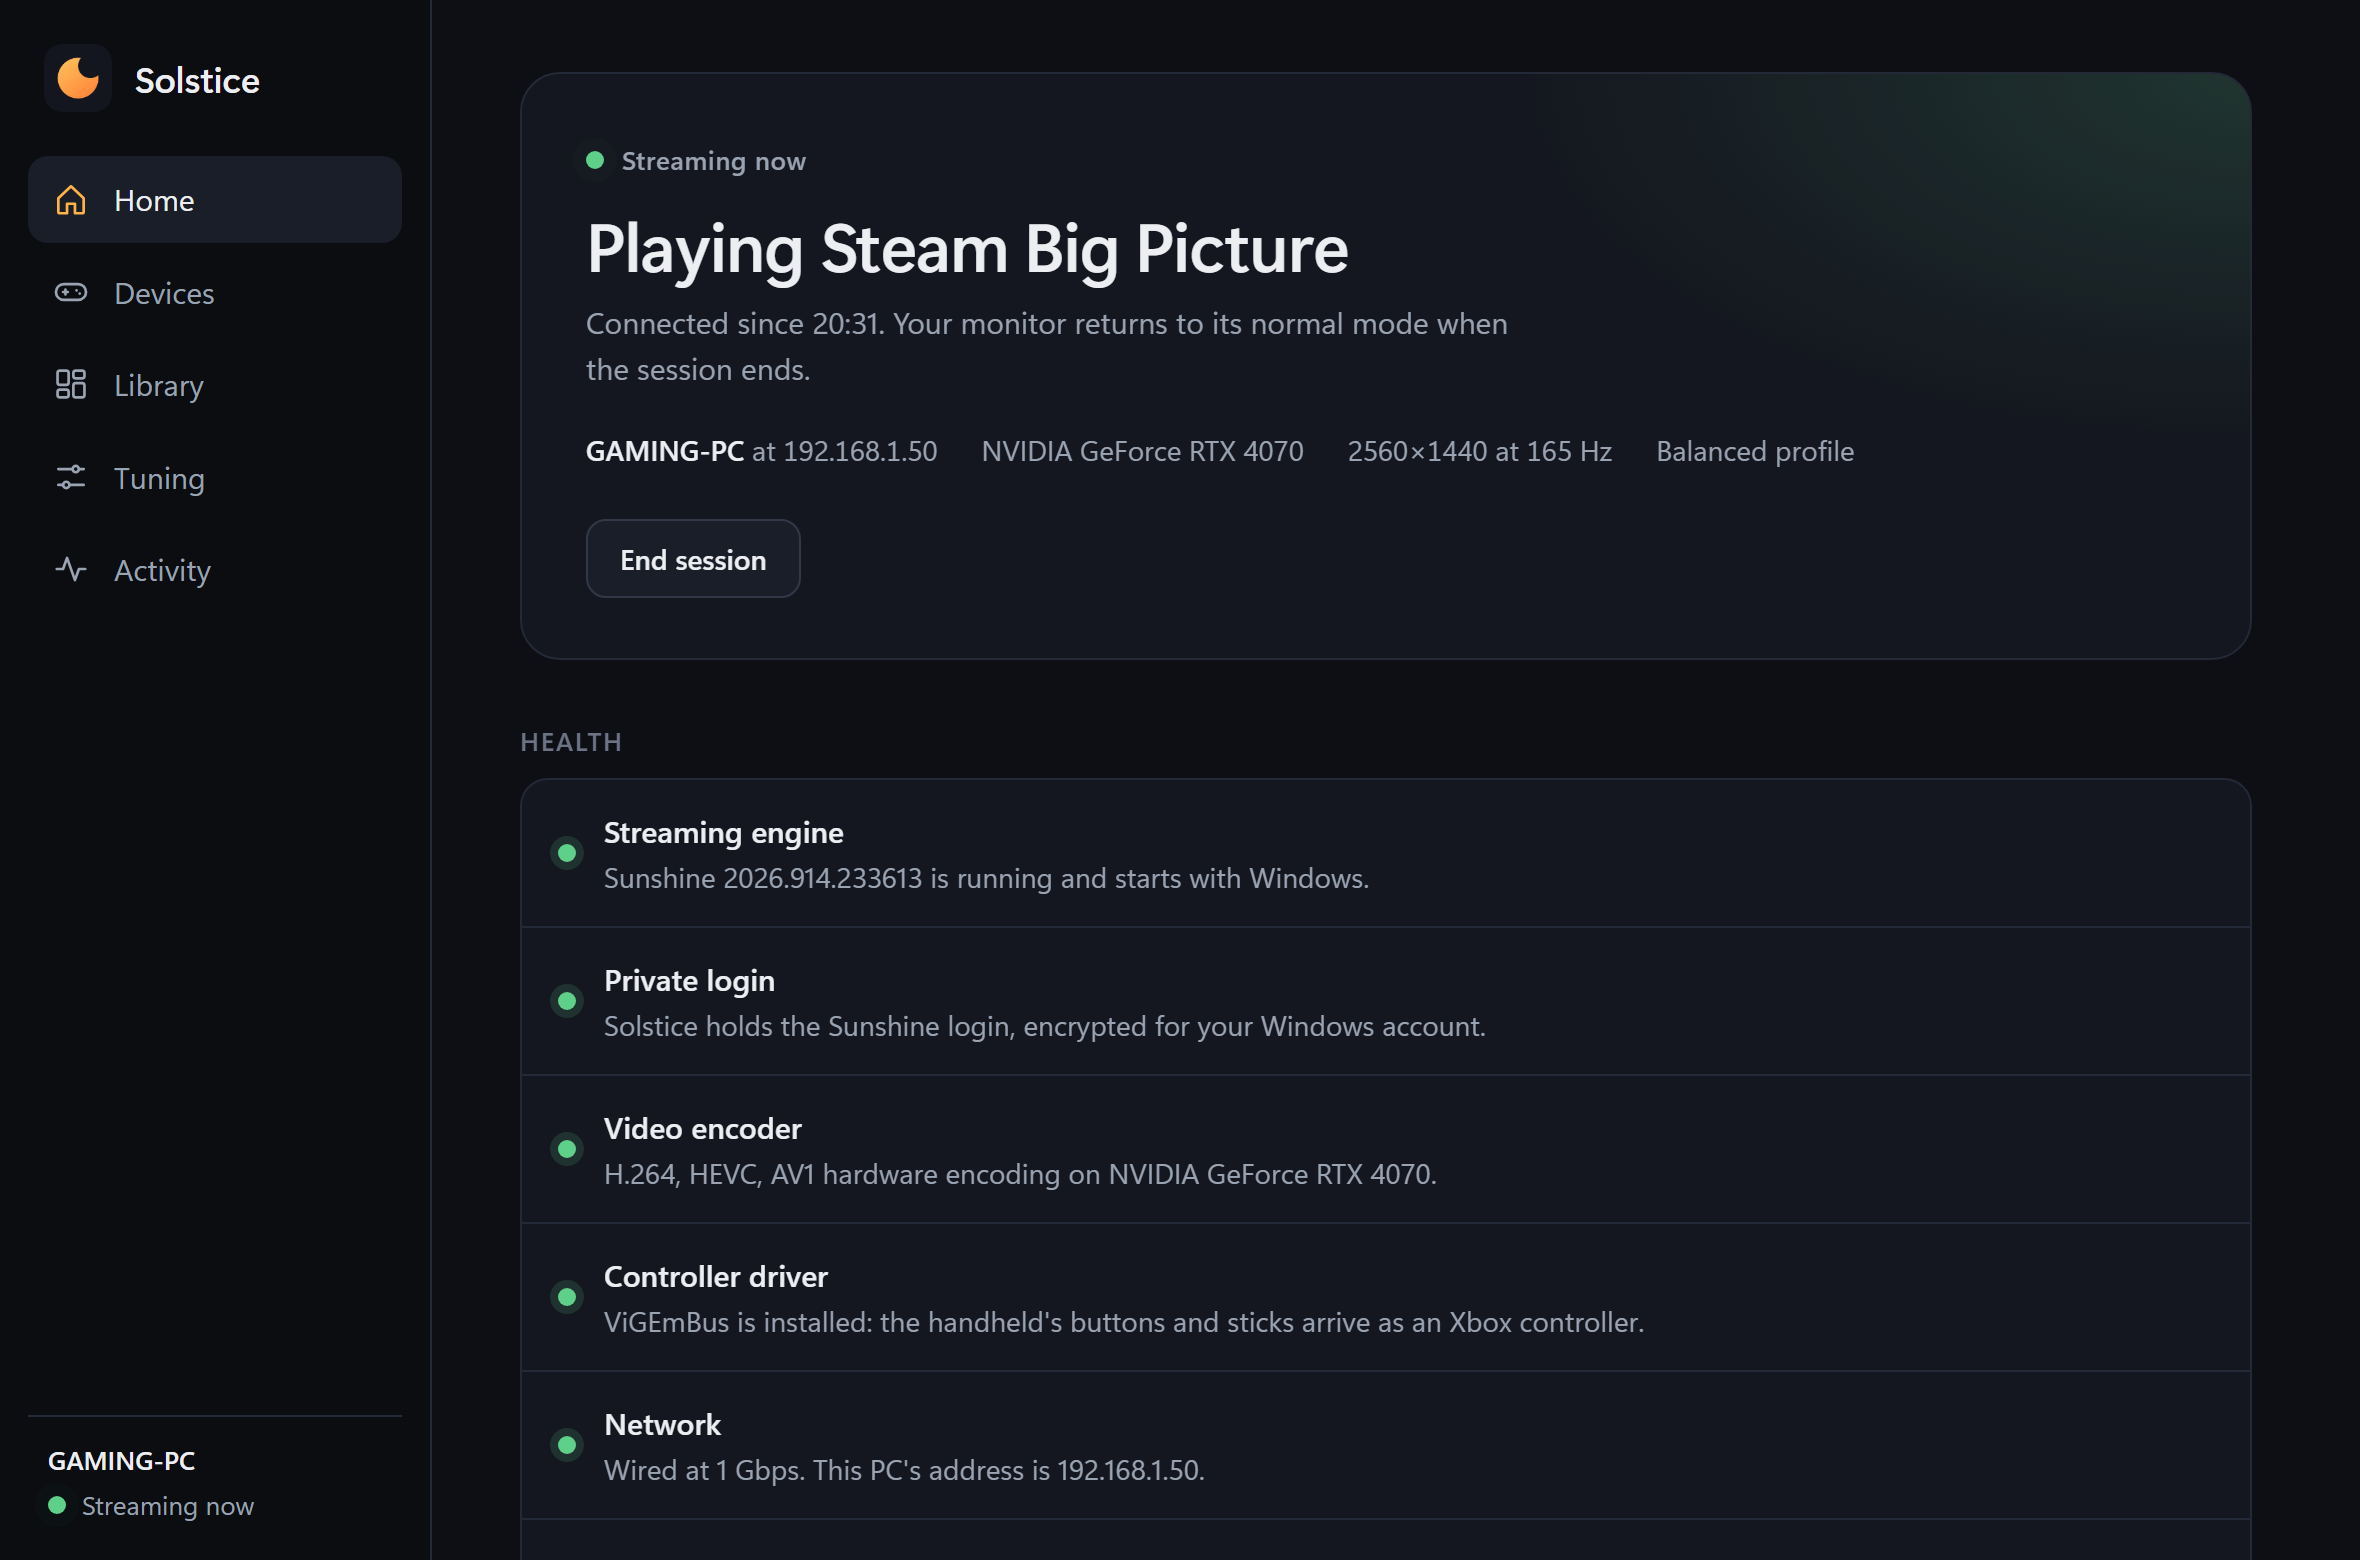 Solstice
Home
Devices
Library
Tuning
Activity
GAMING-PC
Streaming now
Streaming now
Playing Steam Big Picture
Connected since 20:31. Your monitor returns to its normal mode when
the session ends.
GAMING-PC at 192.168.1.50 NVIDIA GeForce RTX 4070 2560×1440 at 165 Hz Balanced profile
End session
HEALTH
Streaming engine
Sunshine 2026.914.233613 is running and starts with Windows.
Private login
Solstice holds the Sunshine login, encrypted for your Windows account.
Video encoder
H.264, HEVC, AV1 hardware encoding on NVIDIA GeForce RTX 4070.
Controller driver
ViGEmBus is installed: the handheld's buttons and sticks arrive as an Xbox controller.
Network
Wired at 1 Gbps. This PC's address is 192.168.1.50.